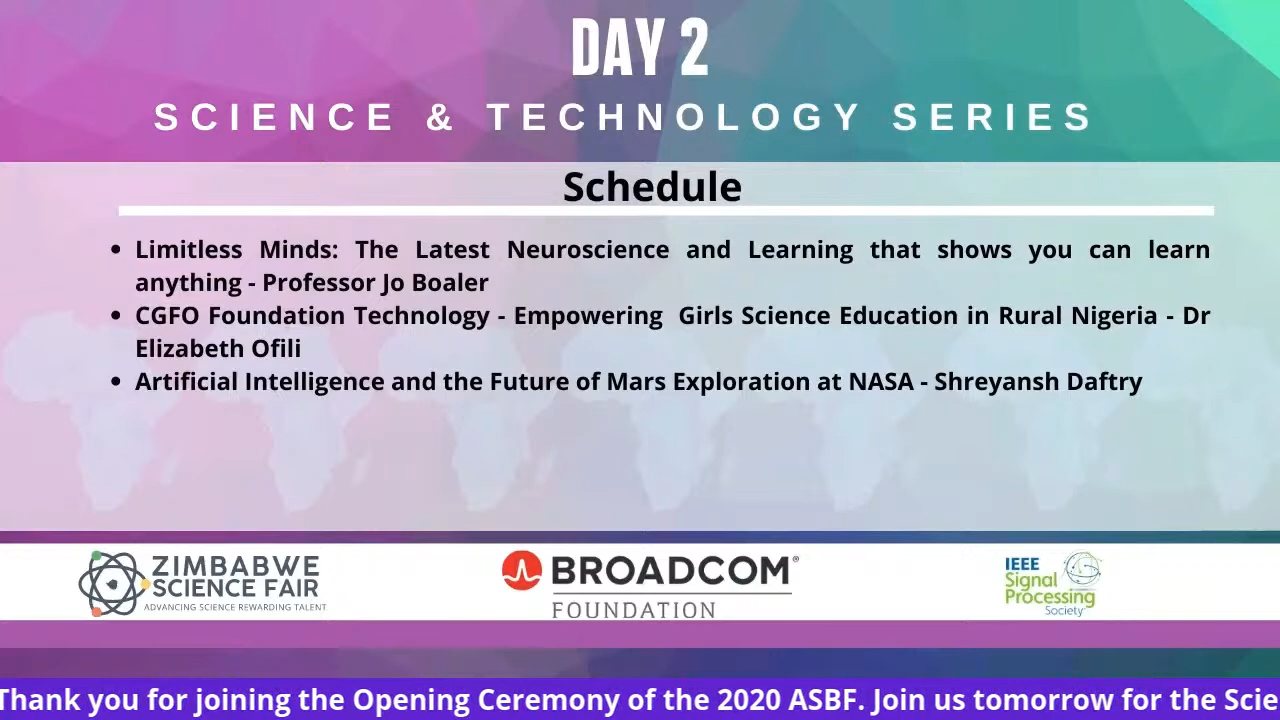 DAY 2
SCIENCE & TECHNOLOGY SERIES
Schedule
• Limitless Minds: The Latest Neuroscience and Learning that shows you can learn
anything - Professor Jo Boaler
• CGFO Foundation Technology - Empowering Girls Science Education in Rural Nigeria - Dr
Elizabeth Ofili
• Artificial Intelligence and the Future of Mars Exploration at NASA - Shreyansh Daftry
ZIMBABWE
SCIENCE FAIR
ADVANCING SCIENCE REWARDING TALENT
BROADCOM®
FOUNDATION
IEEE
Signal
Processing
Society
Thank you for joining the Opening Ceremony of the 2020 ASBF. Join us tomorrow for the Scie